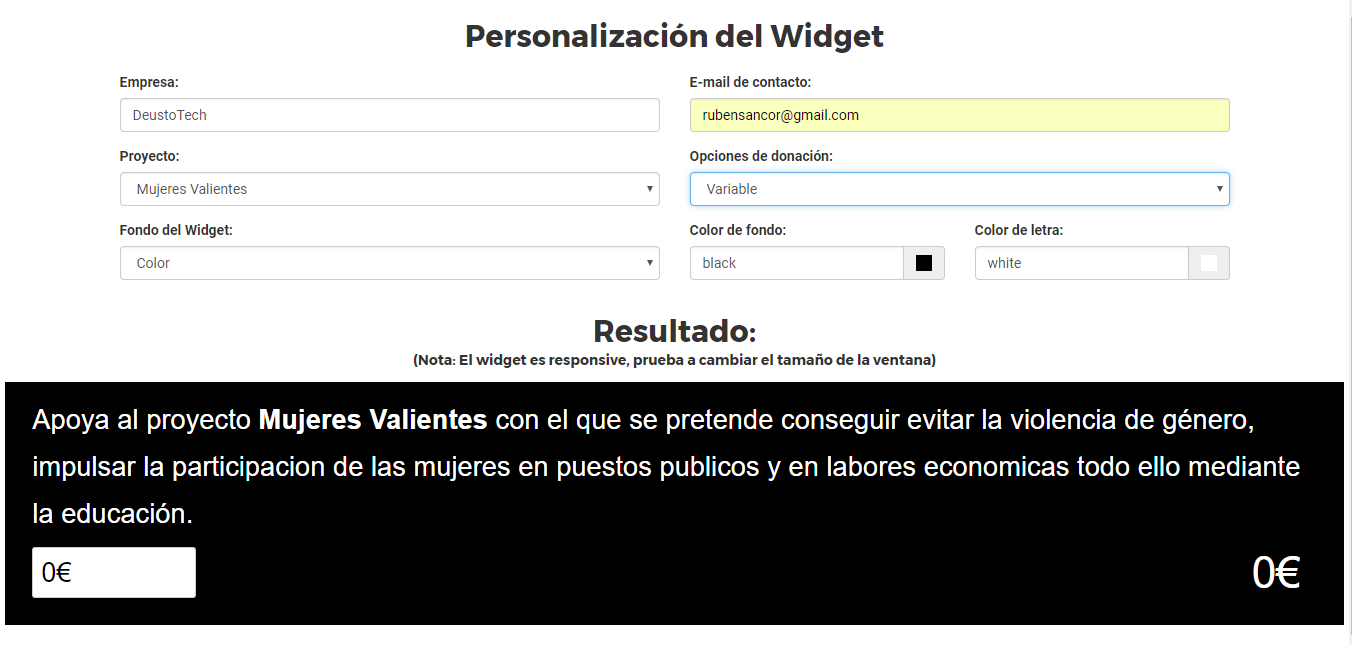 Personalización del Widget
Empresa:
E-mail de contacto:
DeustoTech
rubensancor@gmail.com
Proyecto:
Opciones de donación:
Mujeres Valientes
Variable
Fondo del Widget:
Color de fondo:
Color de letra:
Color
black
white
Resultado:
(Nota: El widget es responsive, prueba a cambiar el tamaño de la ventana)
Apoya al proyecto Mujeres Valientes con el que se pretende conseguir evitar la violencia de género,
impulsar la participacion de las mujeres en puestos publicos y en labores economicas todo ello mediante
la educación.
0€
0€